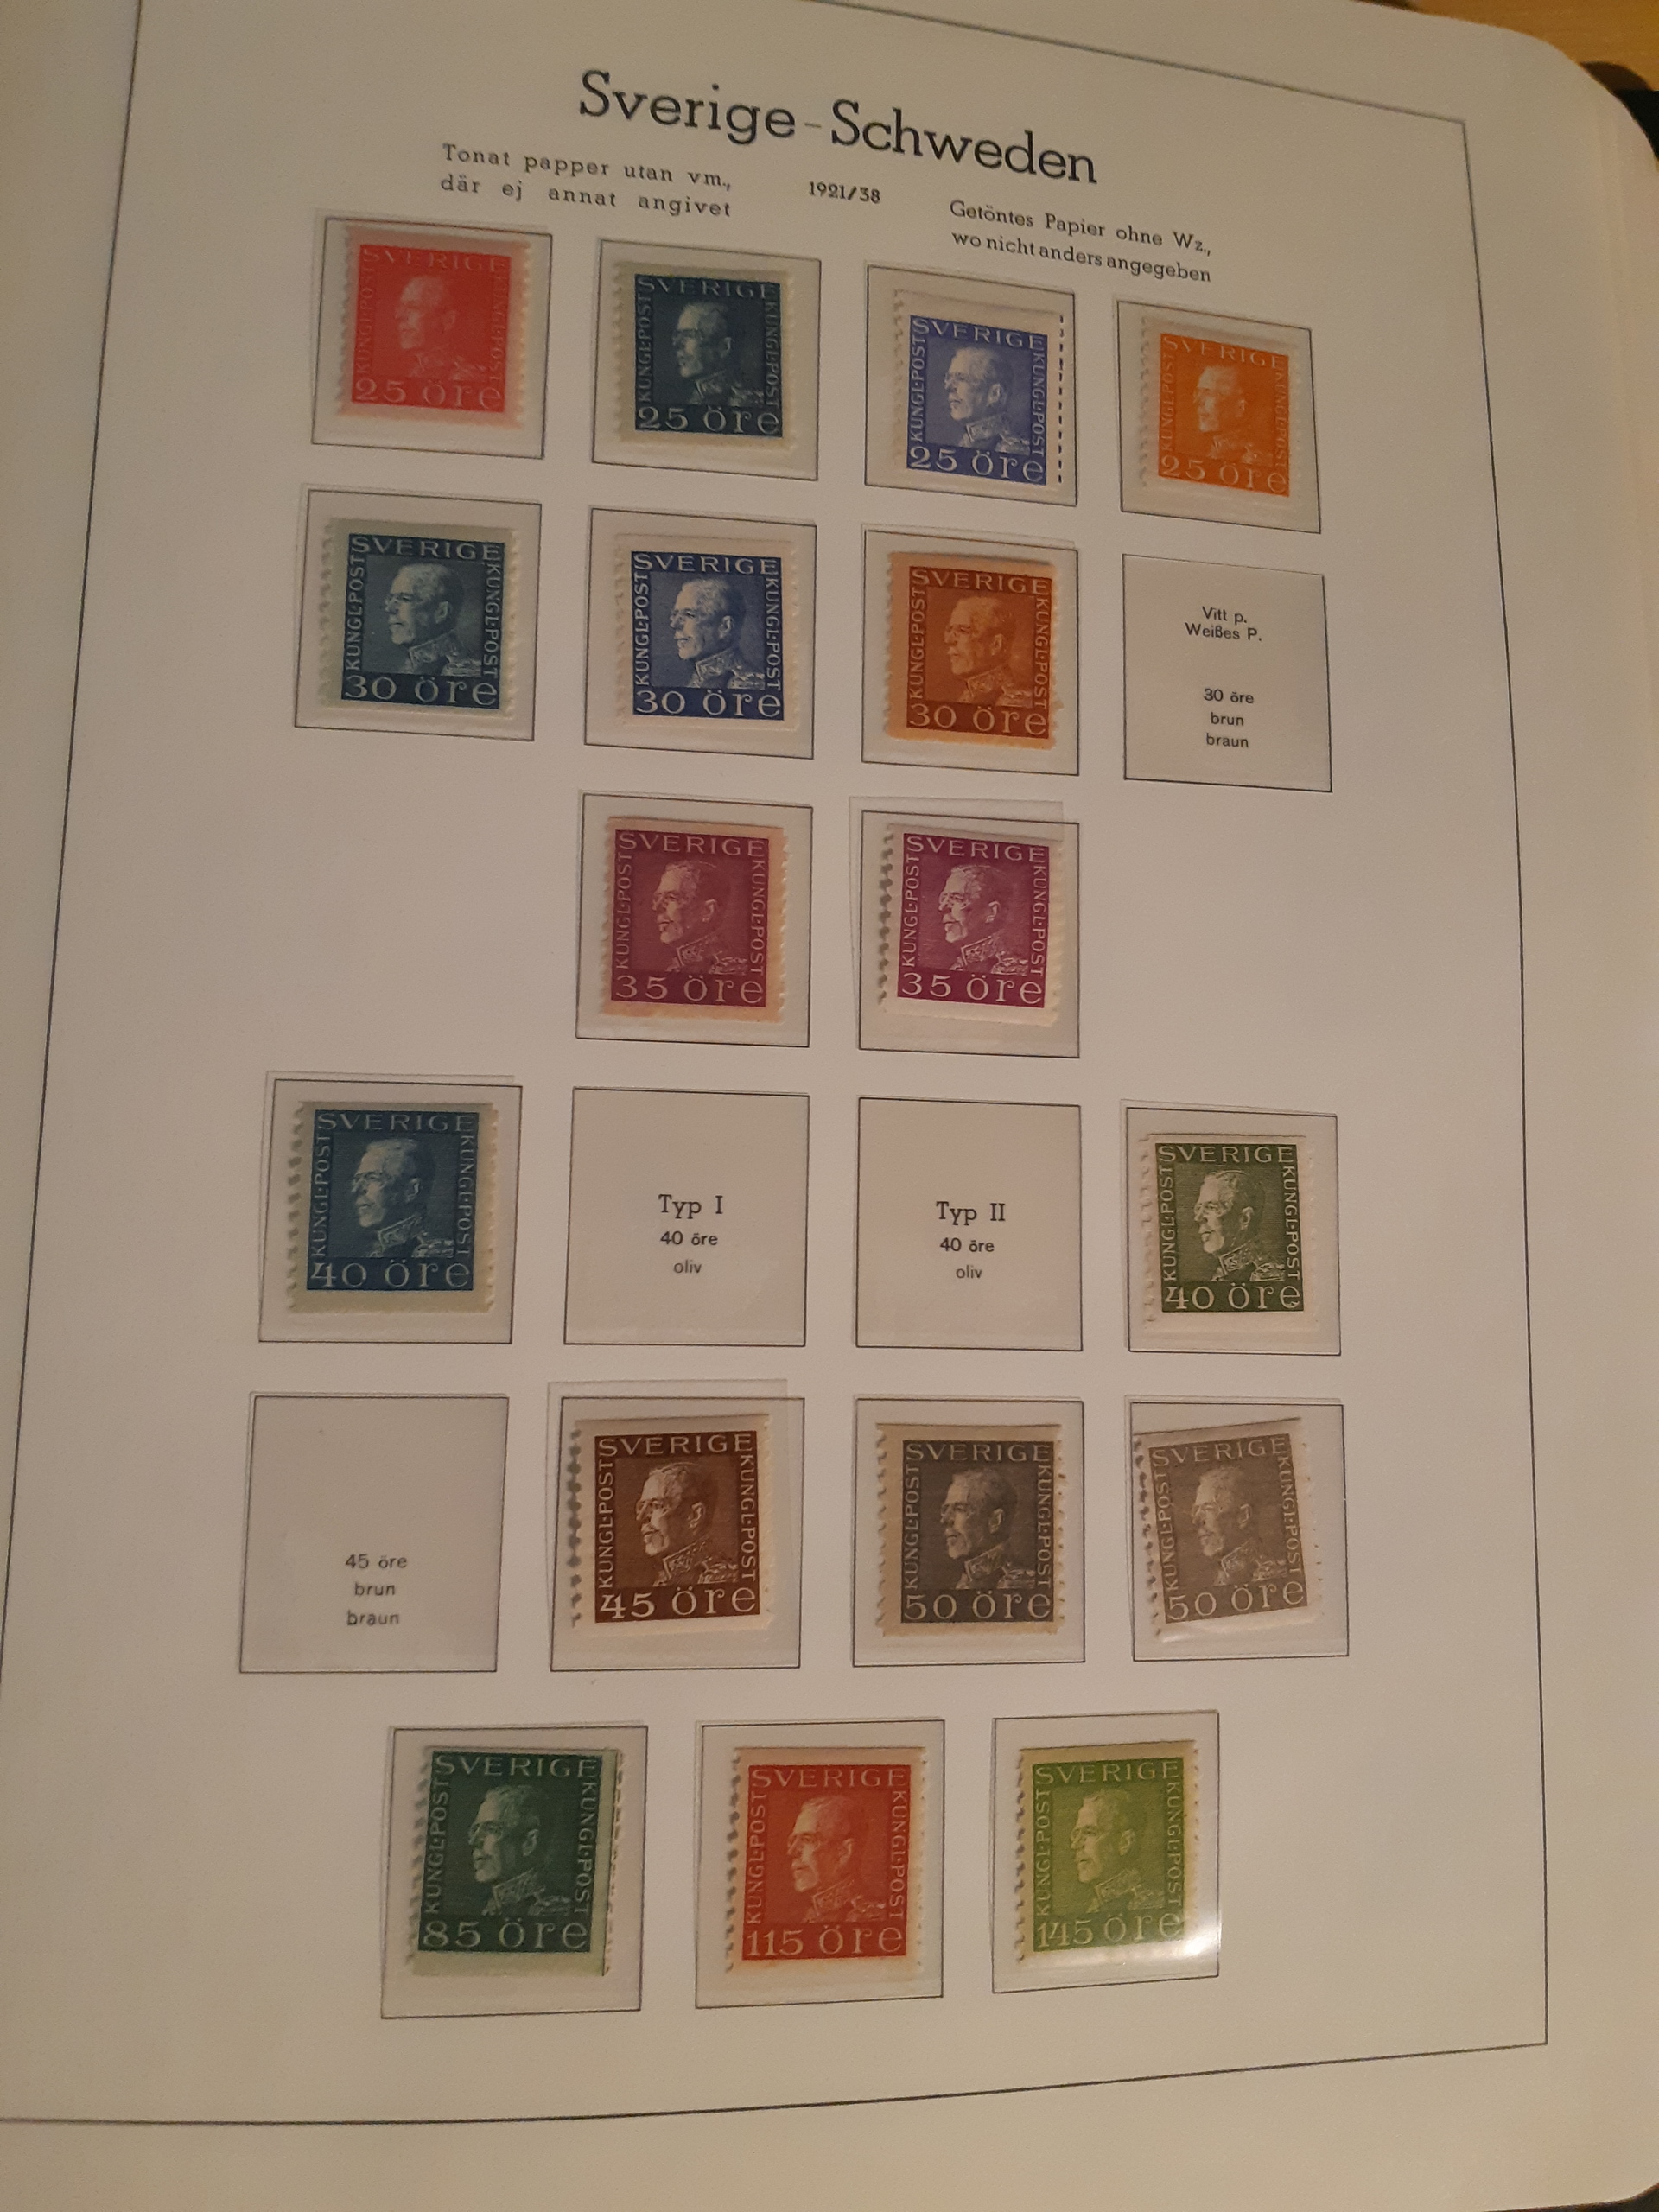 Sverige-Schweden
Tonat papper utan vm.,
där ej annat angivet
1921/38
Getöntes Papier ohne Wz.,
wo nicht anders angegeben
SVERIGE
KUNGL·POST
KUNGL·POST
25 öre
SVERIGE
KUNGL·POST
KUNGL·POST
25 öre
SVERIGE
KUNGL·POST
KUNGL·POST
25 öre
SVERIGE
KUNGL·POST
KUNGL·POST
25 öre
SVERIGE
KUNGL·POST
KUNGL·POST
30 öre
SVERIGE
KUNGL·POST
KUNGL·POST
30 öre
SVERIGE
KUNGL·POST
KUNGL·POST
30 öre
Vitt p.
Weißes P.
30 öre
brun
braun
SVERIGE
KUNGL·POST
KUNGL·POST
35 öre
SVERIGE
KUNGL·POST
KUNGL·POST
35 öre
SVERIGE
KUNGL·POST
KUNGL·POST
40 öre
Typ I
40 öre
oliv
Typ II
40 öre
oliv
SVERIGE
KUNGL·POST
KUNGL·POST
40 öre
45 öre
brun
braun
SVERIGE
KUNGL·POST
KUNGL·POST
45 öre
SVERIGE
KUNGL·POST
KUNGL·POST
50 öre
SVERIGE
KUNGL·POST
KUNGL·POST
50 öre
SVERIGE
KUNGL·POST
KUNGL·POST
85 öre
SVERIGE
KUNGL·POST
KUNGL·POST
115 öre
SVERIGE
KUNGL·POST
KUNGL·POST
145 öre